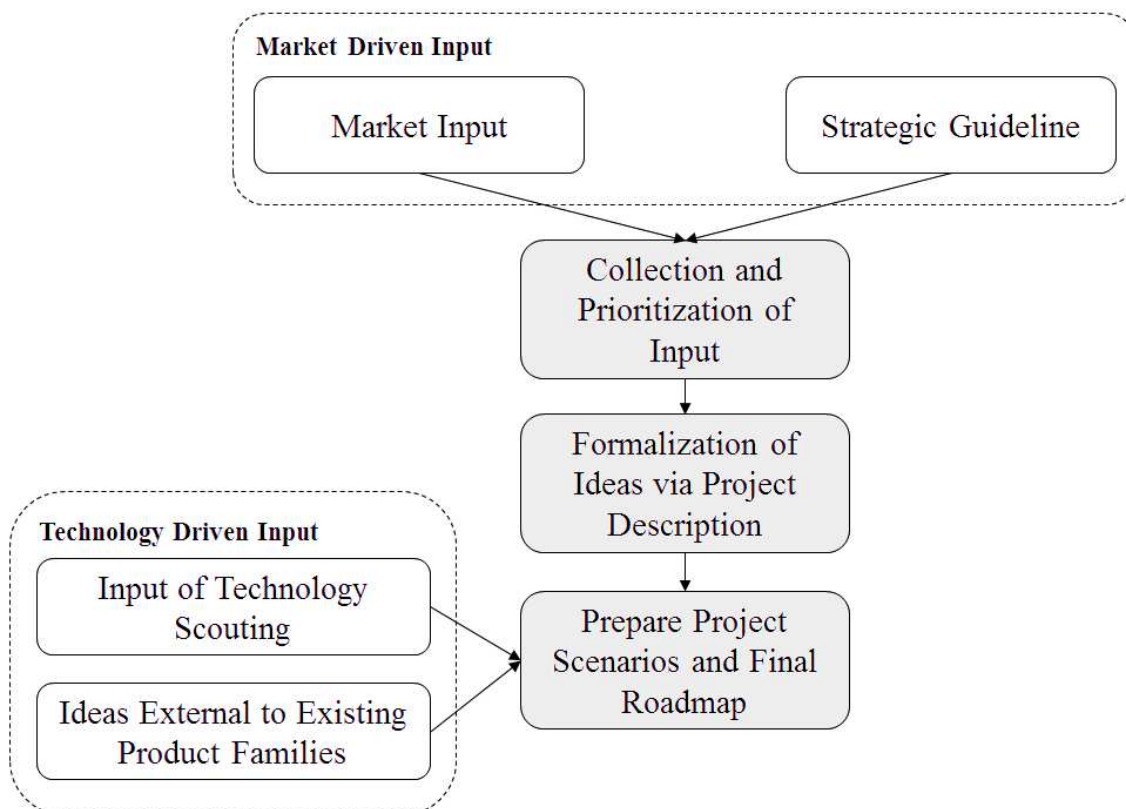 Market Driven Input
Market Input
Strategic Guideline
Collection and
Prioritization of
Input
Formalization of
Ideas via Project
Description
Technology Driven Input
Input of Technology
Scouting
Ideas External to Existing
Product Families
Prepare Project
Scenarios and Final
Roadmap